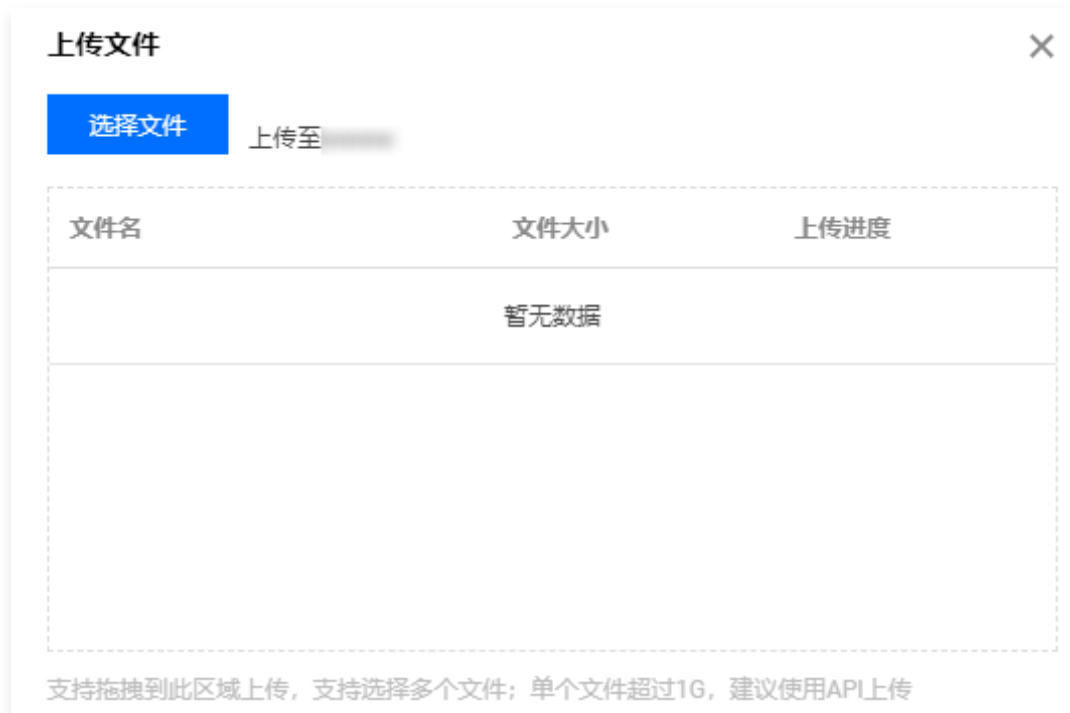 上传文件
选择文件 上传至
文件名 文件大小 上传进度
暂无数据
支持拖拽到此区域上传，支持选择多个文件；单个文件超过1G，建议使用API上传